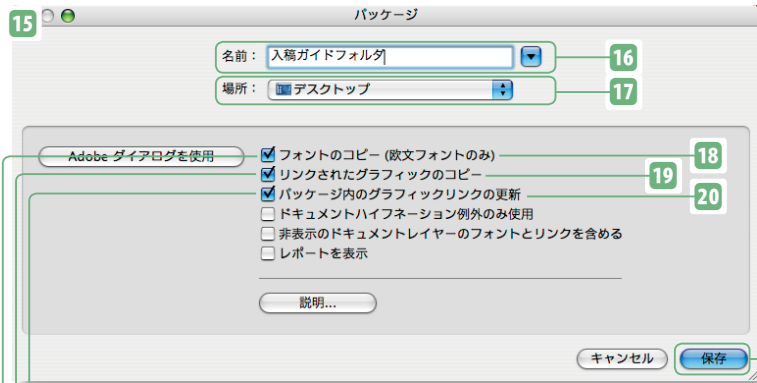 15
パッケージ
名前： 入稿ガイドフォルダ 16
場所： デスクトップ 17
Adobe ダイアログを使用
フォントのコピー (欧文フォントのみ) 18
リンクされたグラフィックのコピー 19
パッケージ内のグラフィックリンクの更新 20
ドキュメントハイフネーション例外のみ使用
非表示のドキュメントレイヤーのフォントとリンクを含める
レポートを表示
説明...
キャンセル 保存